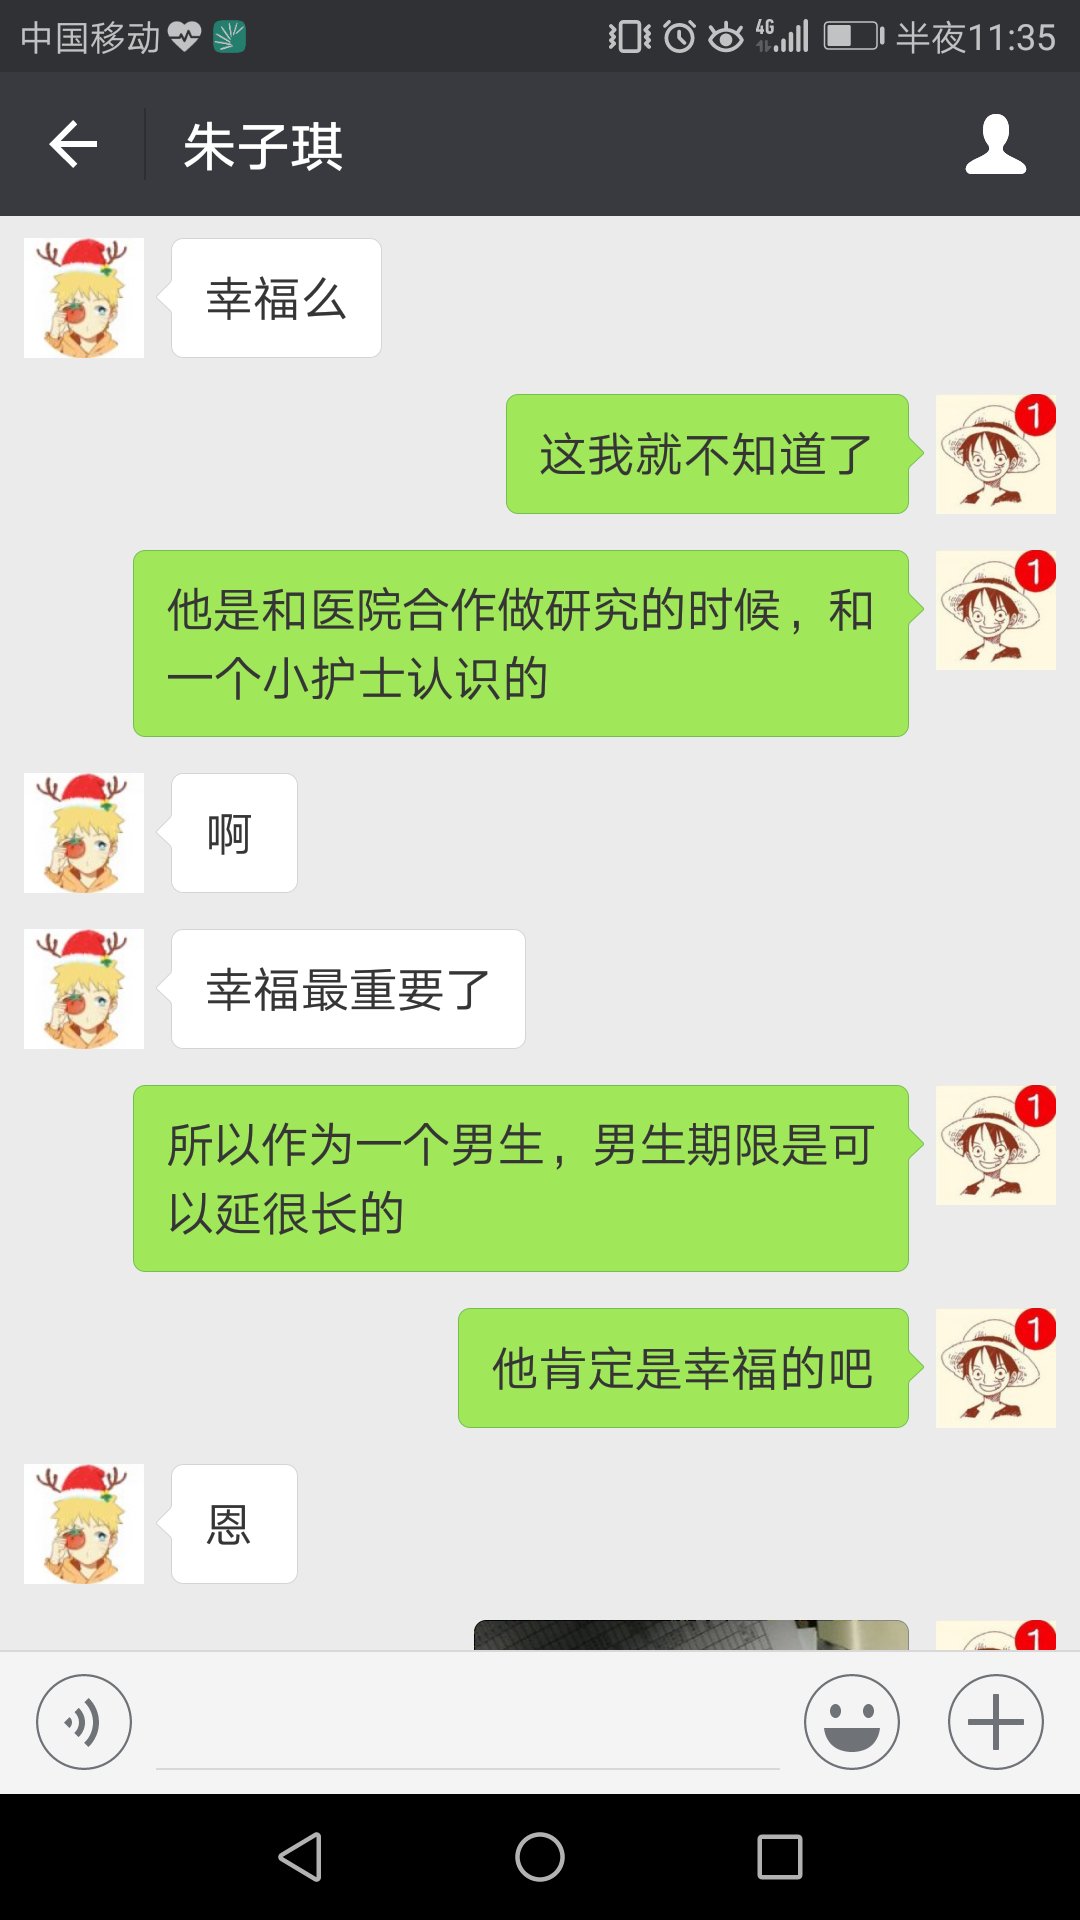 中国移动
4G
半夜11:35
朱子琪
幸福么
1
这我就不知道了
1
他是和医院合作做研究的时候，和
一个小护士认识的
啊
幸福最重要了
1
所以作为一个男生，男生期限是可
以延很长的
1
他肯定是幸福的吧
恩
1